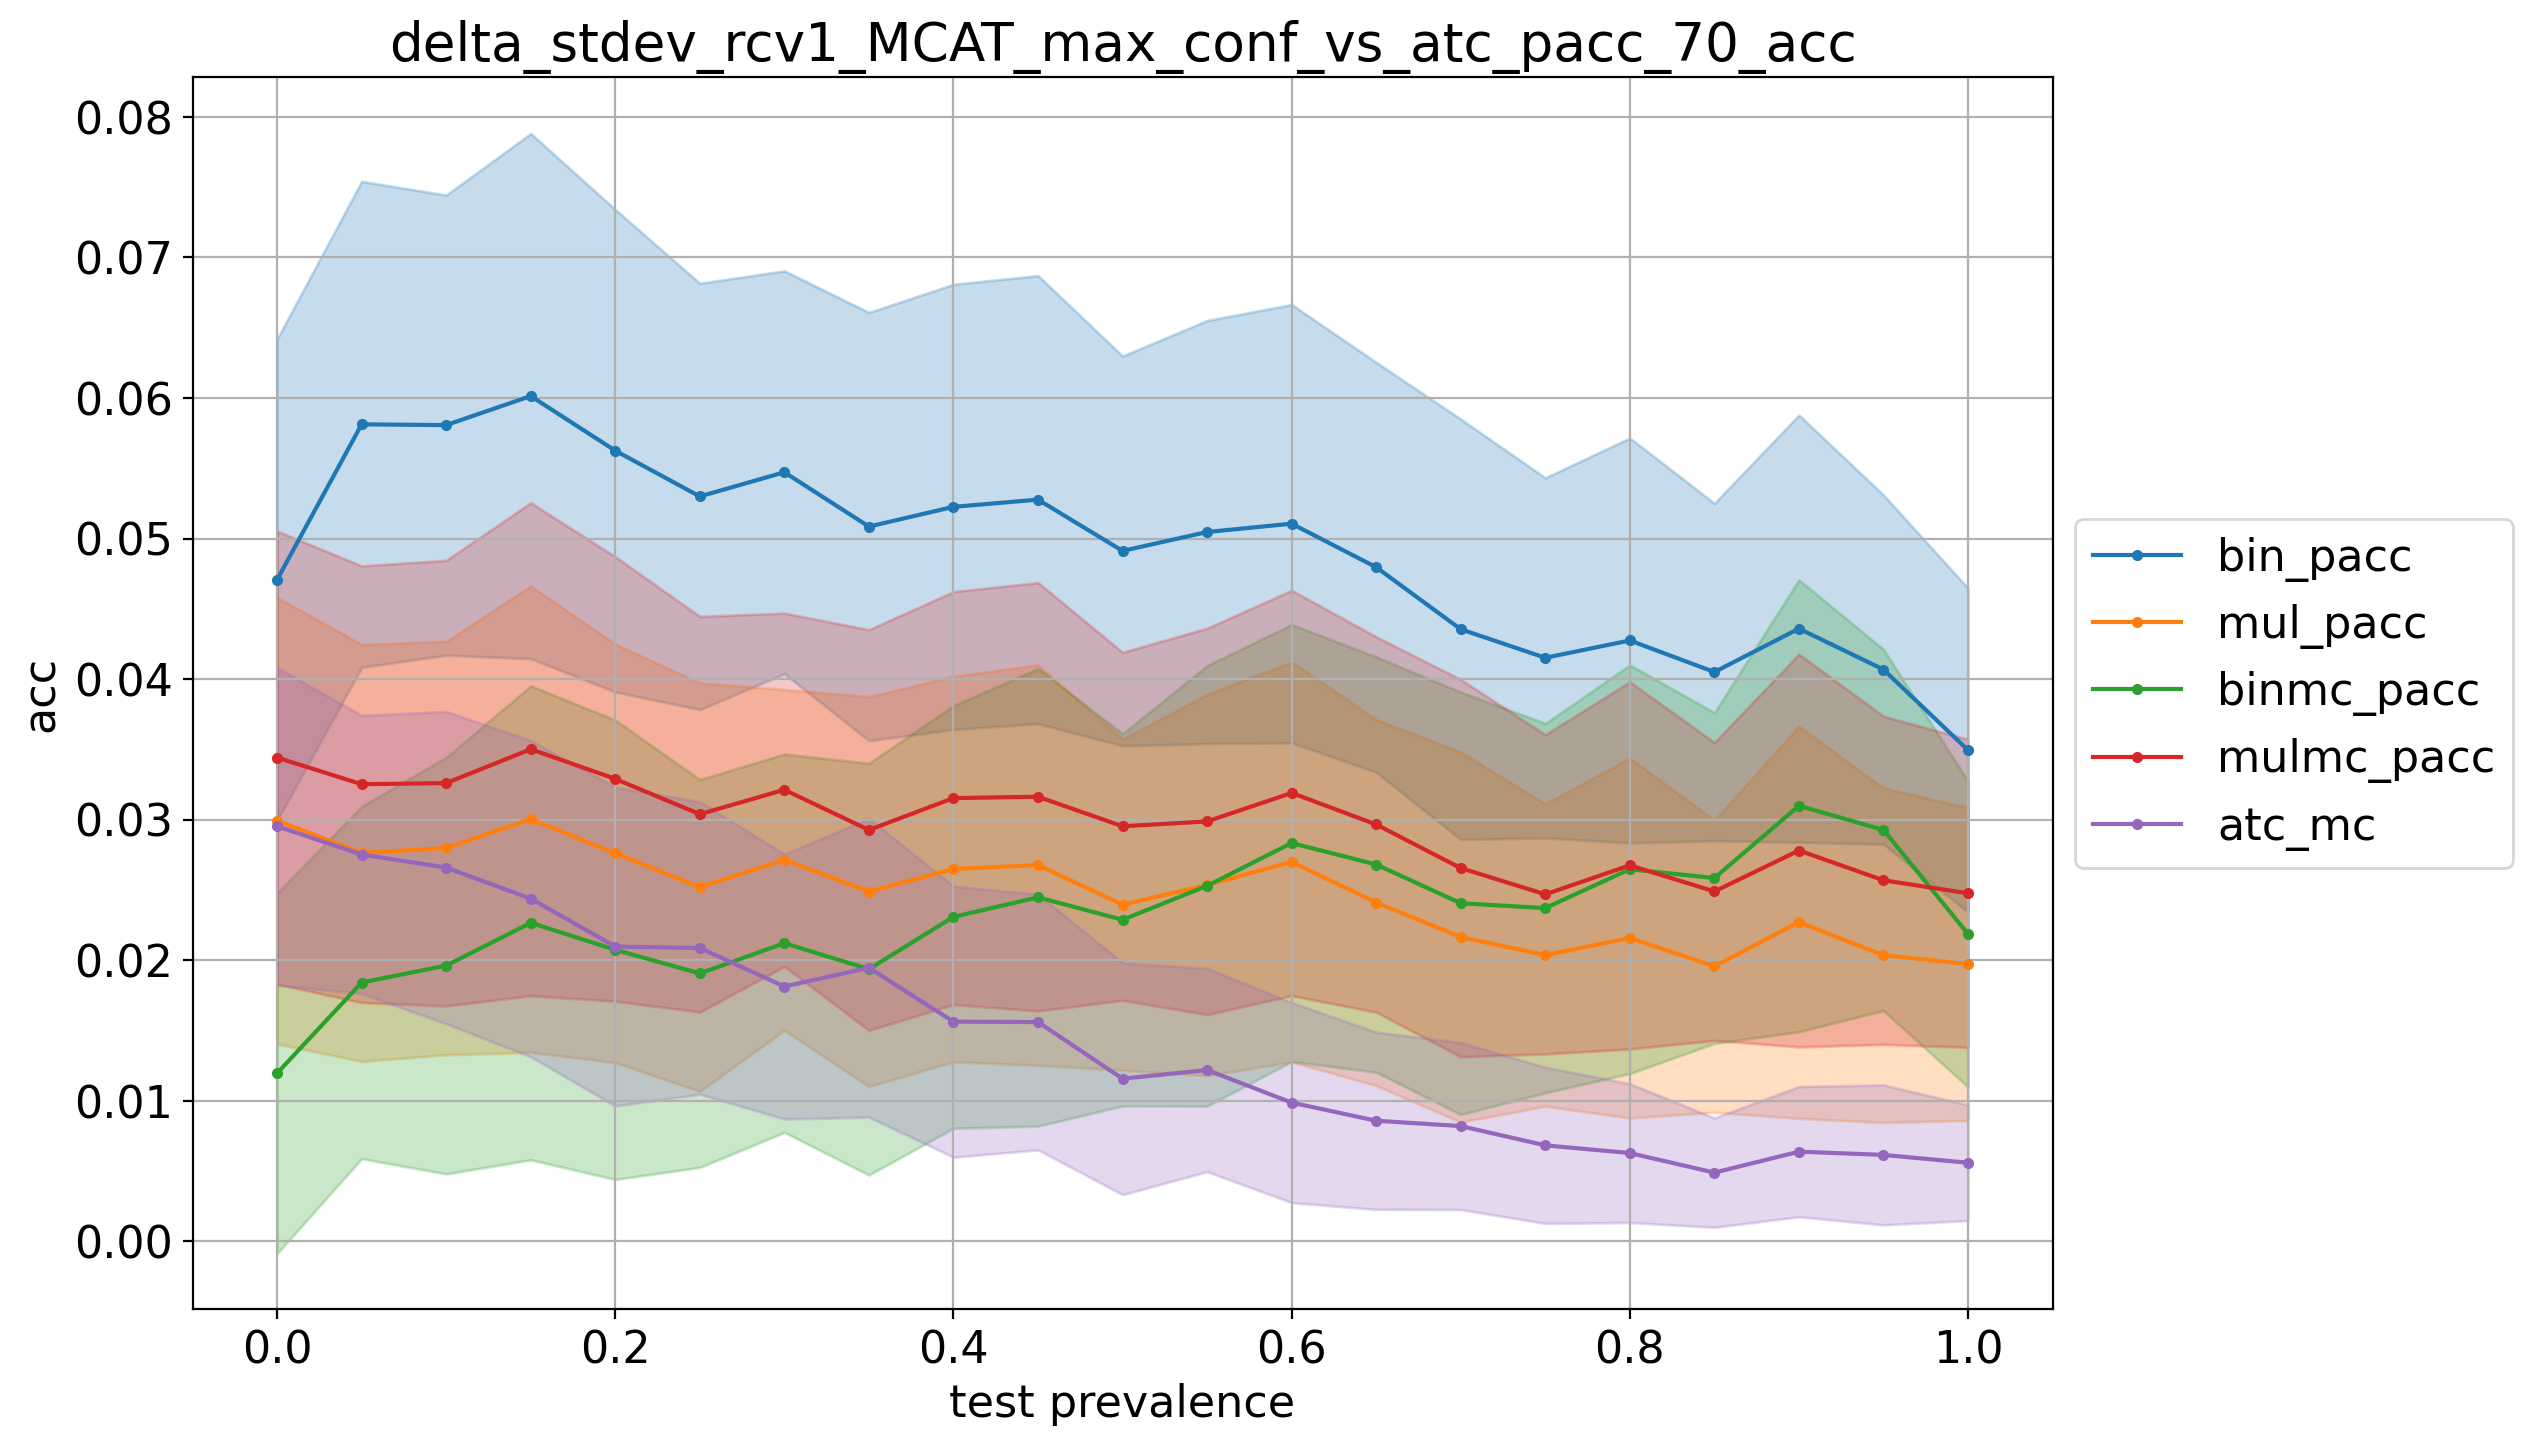 delta_stdev_rcv1_MCAT_max_conf_vs_atc_pacc_70_acc
0.08
0.07
0.06
0.05
0.04
0.03
0.02
0.01
0.00
acc
0.0 0.2 0.4 0.6 0.8 1.0
test prevalence
bin_pacc
mul_pacc
binmc_pacc
mulmc_pacc
atc_mc